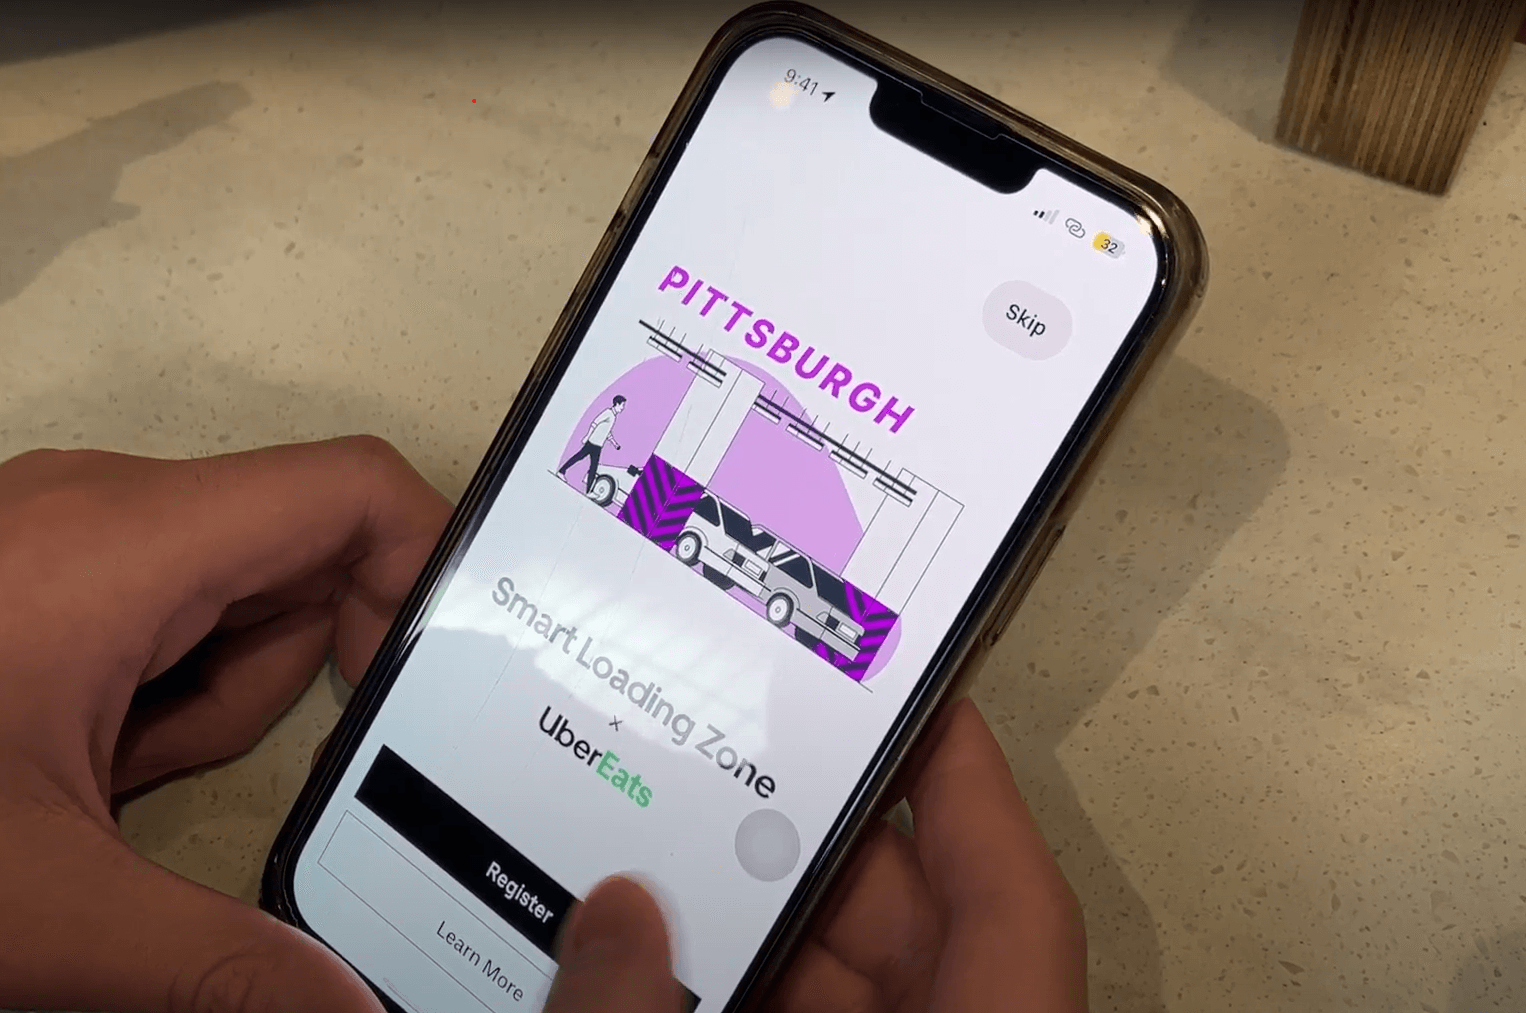 9:41
32
Skip
PITTSBURGH
Smart Loading Zone
×
UberEats
Register
Learn More